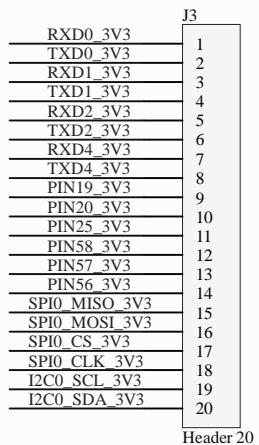 J3
RXD0_3V3 1
TXD0_3V3 2
RXD1_3V3 3
TXD1_3V3 4
RXD2_3V3 5
TXD2_3V3 6
RXD4_3V3 7
TXD4_3V3 8
PIN19_3V3 9
PIN20_3V3 10
PIN25_3V3 11
PIN58_3V3 12
PIN57_3V3 13
PIN56_3V3 14
SPI0_MISO_3V3 15
SPI0_MOSI_3V3 16
SPI0_CS_3V3 17
SPI0_CLK_3V3 18
I2C0_SCL_3V3 19
I2C0_SDA_3V3 20
Header 20